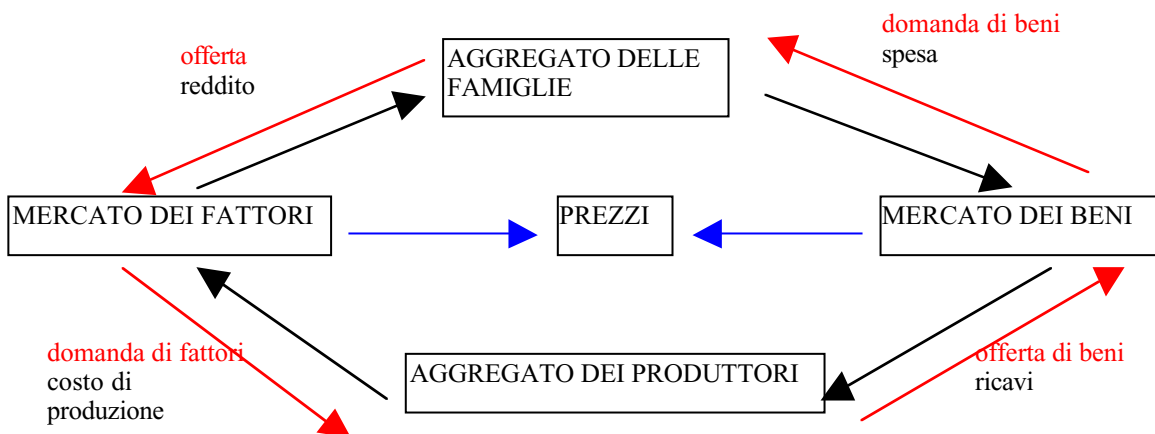 domanda di beni
spesa
offerta
reddito
AGGREGATO DELLE
FAMIGLIE
MERCATO DEI FATTORI
PREZZI
MERCATO DEI BENI
domanda di fattori
costo di
produzione
AGGREGATO DEI PRODUTTORI
offerta di beni
ricavi